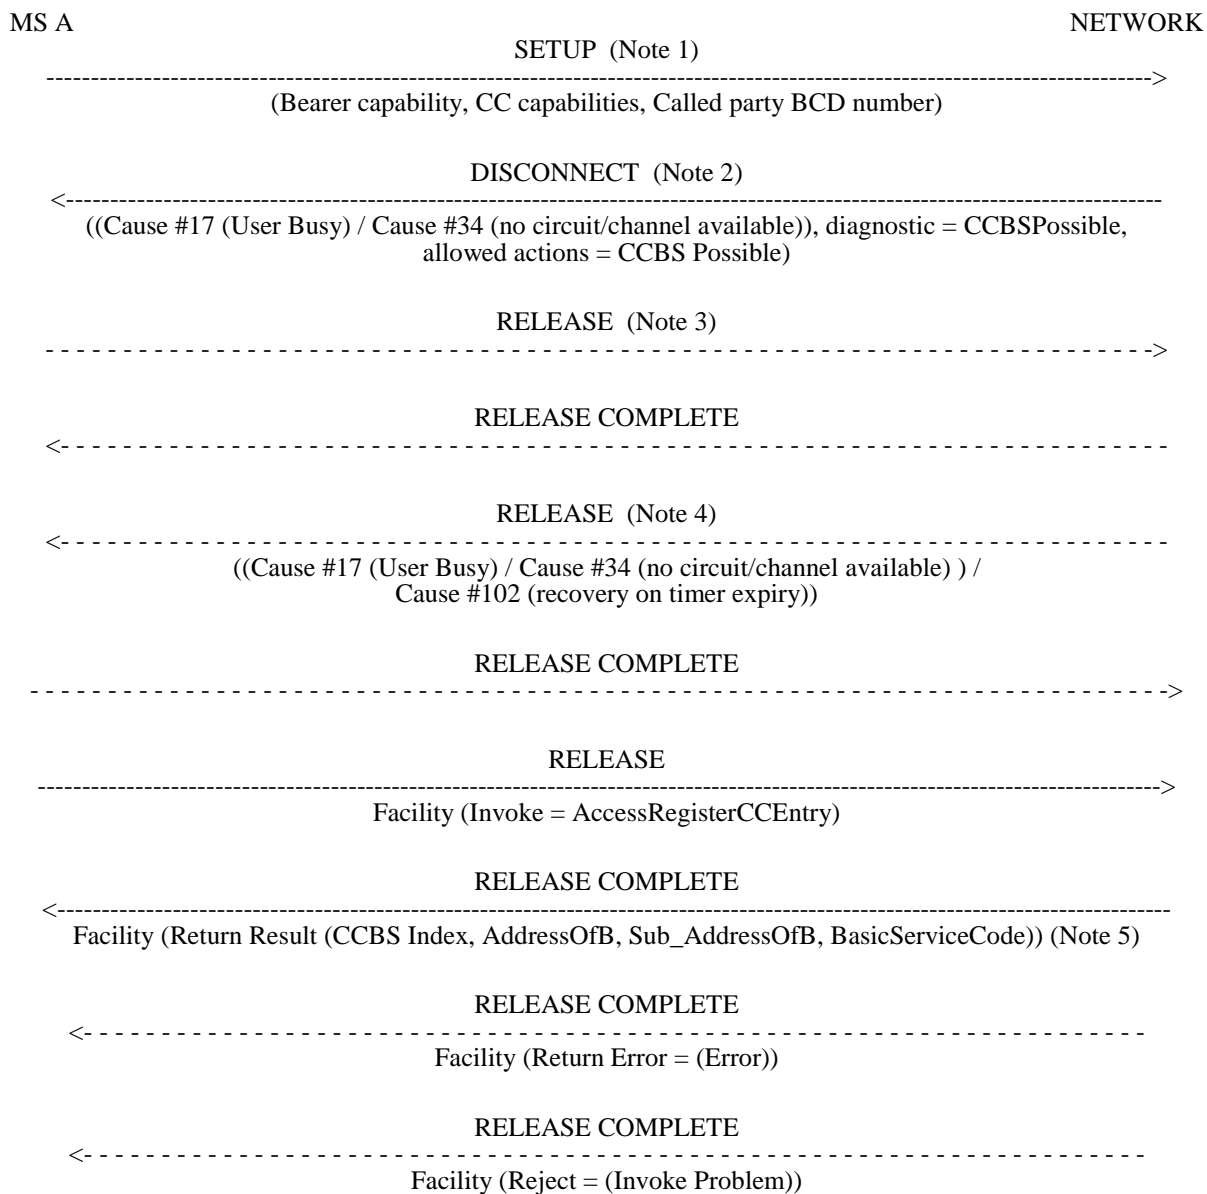 MS A NETWORK
SETUP (Note 1)
(Bearer capability, CC capabilities, Called party BCD number)
DISCONNECT (Note 2)
((Cause #17 (User Busy) / Cause #34 (no circuit/channel available)), diagnostic = CCBSPossible,
allowed actions = CCBS Possible)
RELEASE (Note 3)
RELEASE COMPLETE
RELEASE (Note 4)
((Cause #17 (User Busy) / Cause #34 (no circuit/channel available) ) /
Cause #102 (recovery on timer expiry))
RELEASE COMPLETE
RELEASE
Facility (Invoke = AccessRegisterCCEntry)
RELEASE COMPLETE
Facility (Return Result (CCBS Index, AddressOfB, Sub_AddressOfB, BasicServiceCode)) (Note 5)
RELEASE COMPLETE
Facility (Return Error = (Error))
RELEASE COMPLETE
Facility (Reject = (Invoke Problem))